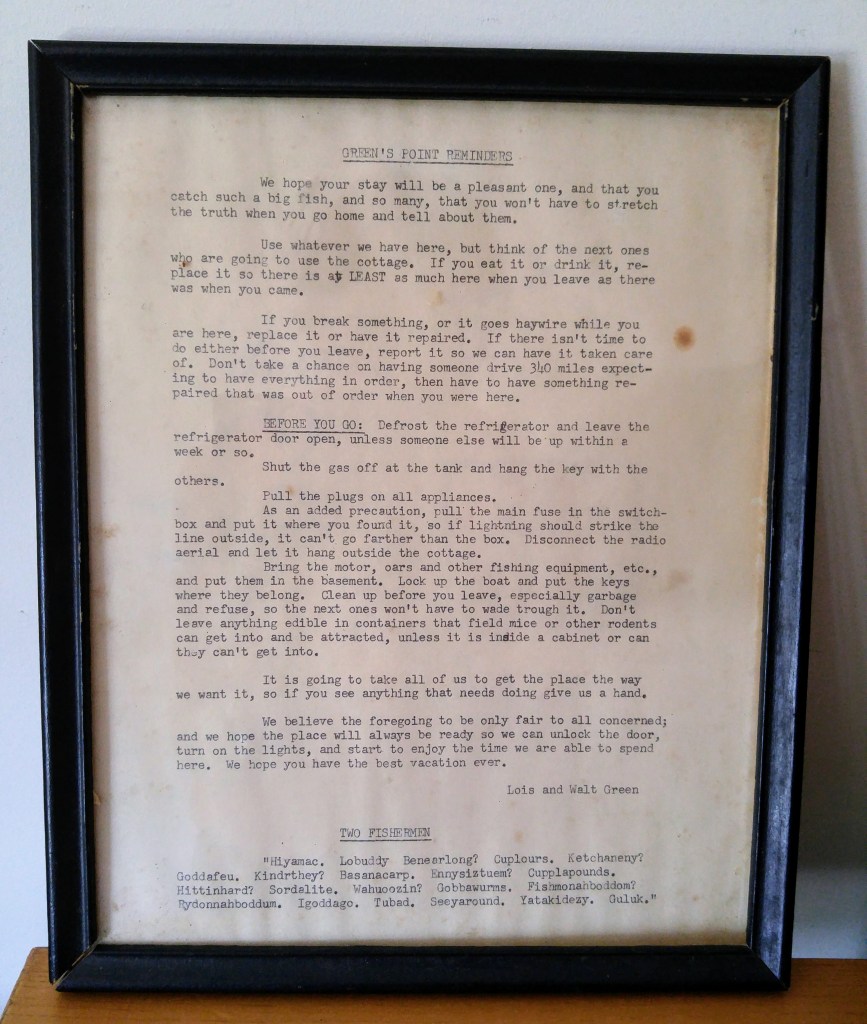 GREEN'S POINT REMINDERS
We hope your stay will be a pleasant one, and that you
catch such a big fish, and so many, that you won't have to stretch
the truth when you go home and tell about them.
Use whatever we have here, but think of the next ones
who are going to use the cottage. If you eat it or drink it, re-
place it so there is at LEAST as much here when you leave as there
was when you came.
If you break something, or it goes haywire while you
are here, replace it or have it repaired. If there isn't time to
do either before you leave, report it so we can have it taken care
of. Don't take a chance on having someone drive 340 miles expect-
ing to have everything in order, then have to have something re-
paired that was out of order when you were here.
BEFORE YOU GO: Defrost the refrigerator and leave the
refrigerator door open, unless someone else will be up within a
week or so.
Shut the gas off at the tank and hang the key with the
others.
Pull the plugs on all appliances.
As an added precaution, pull the main fuse in the switch-
box and put it where you found it, so if lightning should strike the
line outside, it can't go farther than the box. Disconnect the radio
aerial and let it hang outside the cottage.
Bring the motor, oars and other fishing equipment, etc.,
and put them in the basement. Lock up the boat and put the keys
where they belong. Clean up before you leave, especially garbage
and refuse, so the next ones won't have to wade trough it. Don't
leave anything edible in containers that field mice or other rodents
can get into and be attracted, unless it is inside a cabinet or can
they can't get into.
It is going to take all of us to get the place the way
we want it, so if you see anything that needs doing give us a hand.
We believe the foregoing to be only fair to all concerned;
and we hope the place will always be ready so we can unlock the door,
turn on the lights, and start to enjoy the time we are able to spend
here. We hope you have the best vacation ever.
Lois and Walt Green
TWO FISHERMEN
"Hiyamac. Lobuddy Benearlong? Cuplours. Ketchaneny?
Goddafeu. Kindrthey? Basanacarp. Ennysiztuem? Cupplapounds.
Hittinhard? Sordalite. Wahuoozin? Gobbawurms. Fishmonahboddom?
Rydonnahboddum. Igoddago. Tubad. Seeyaround. Yatakidezy. Guluk."